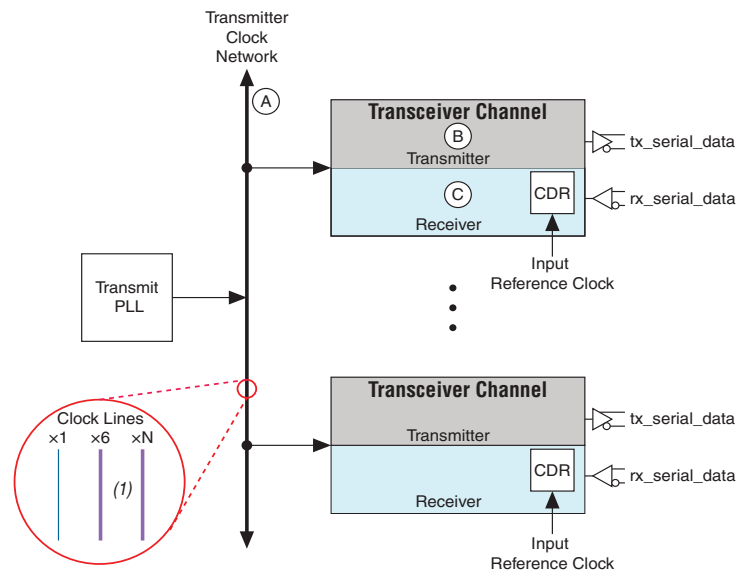 Transmitter
Clock
Network
A
Transceiver Channel
B
Transmitter
tx_serial_data
C
CDR
rx_serial_data
Receiver
Input
Reference Clock
Transmit
PLL
Transceiver Channel
Transmitter
tx_serial_data
CDR
rx_serial_data
Receiver
Input
Reference Clock
Clock Lines
×1 ×6 ×N
(1)